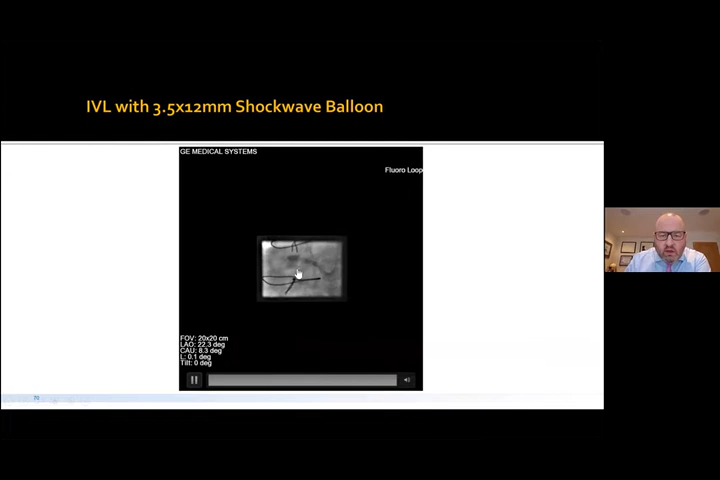 IVL with 3.5x12mm Shockwave Balloon
GE MEDICAL SYSTEMS
Fluoro Loop
FOV: 20x20 cm
LAO: 22.3 deg
CAU: 8.3 deg
L: 0.1 deg
Tilt: 0 deg
70